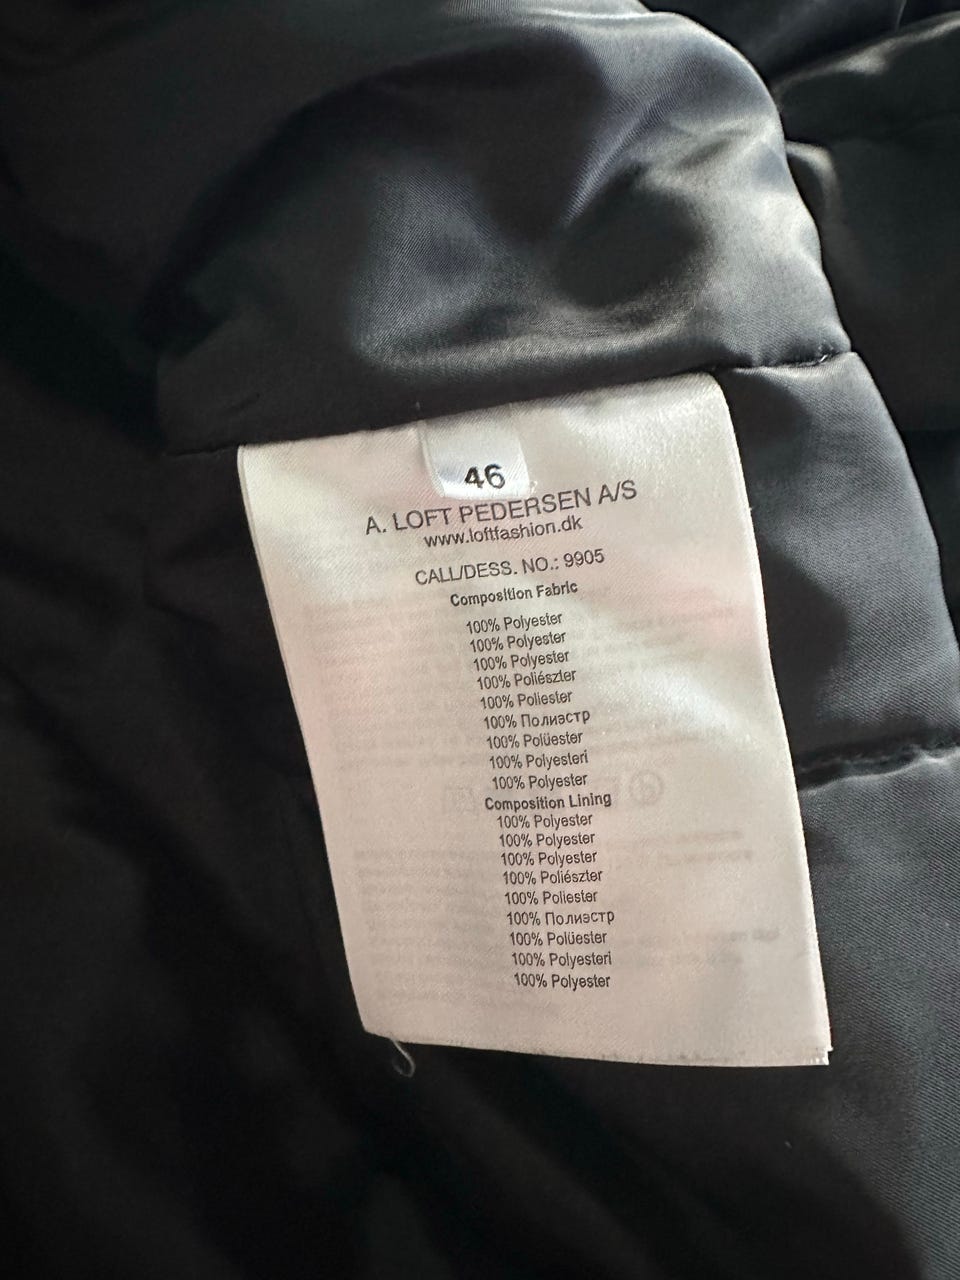 46
A. LOFT PEDERSEN A/S
www.loftfashion.dk
CALL/DESS. NO.: 9905
Composition Fabric
100% Polyester
100% Polyester
100% Polyester
100% Poliészter
100% Poliester
100% Полиэстр
100% Polüester
100% Polyesteri
100% Polyester
Composition Lining
100% Polyester
100% Polyester
100% Polyester
100% Poliészter
100% Poliester
100% Полиэстр
100% Polüester
100% Polyesteri
100% Polyester